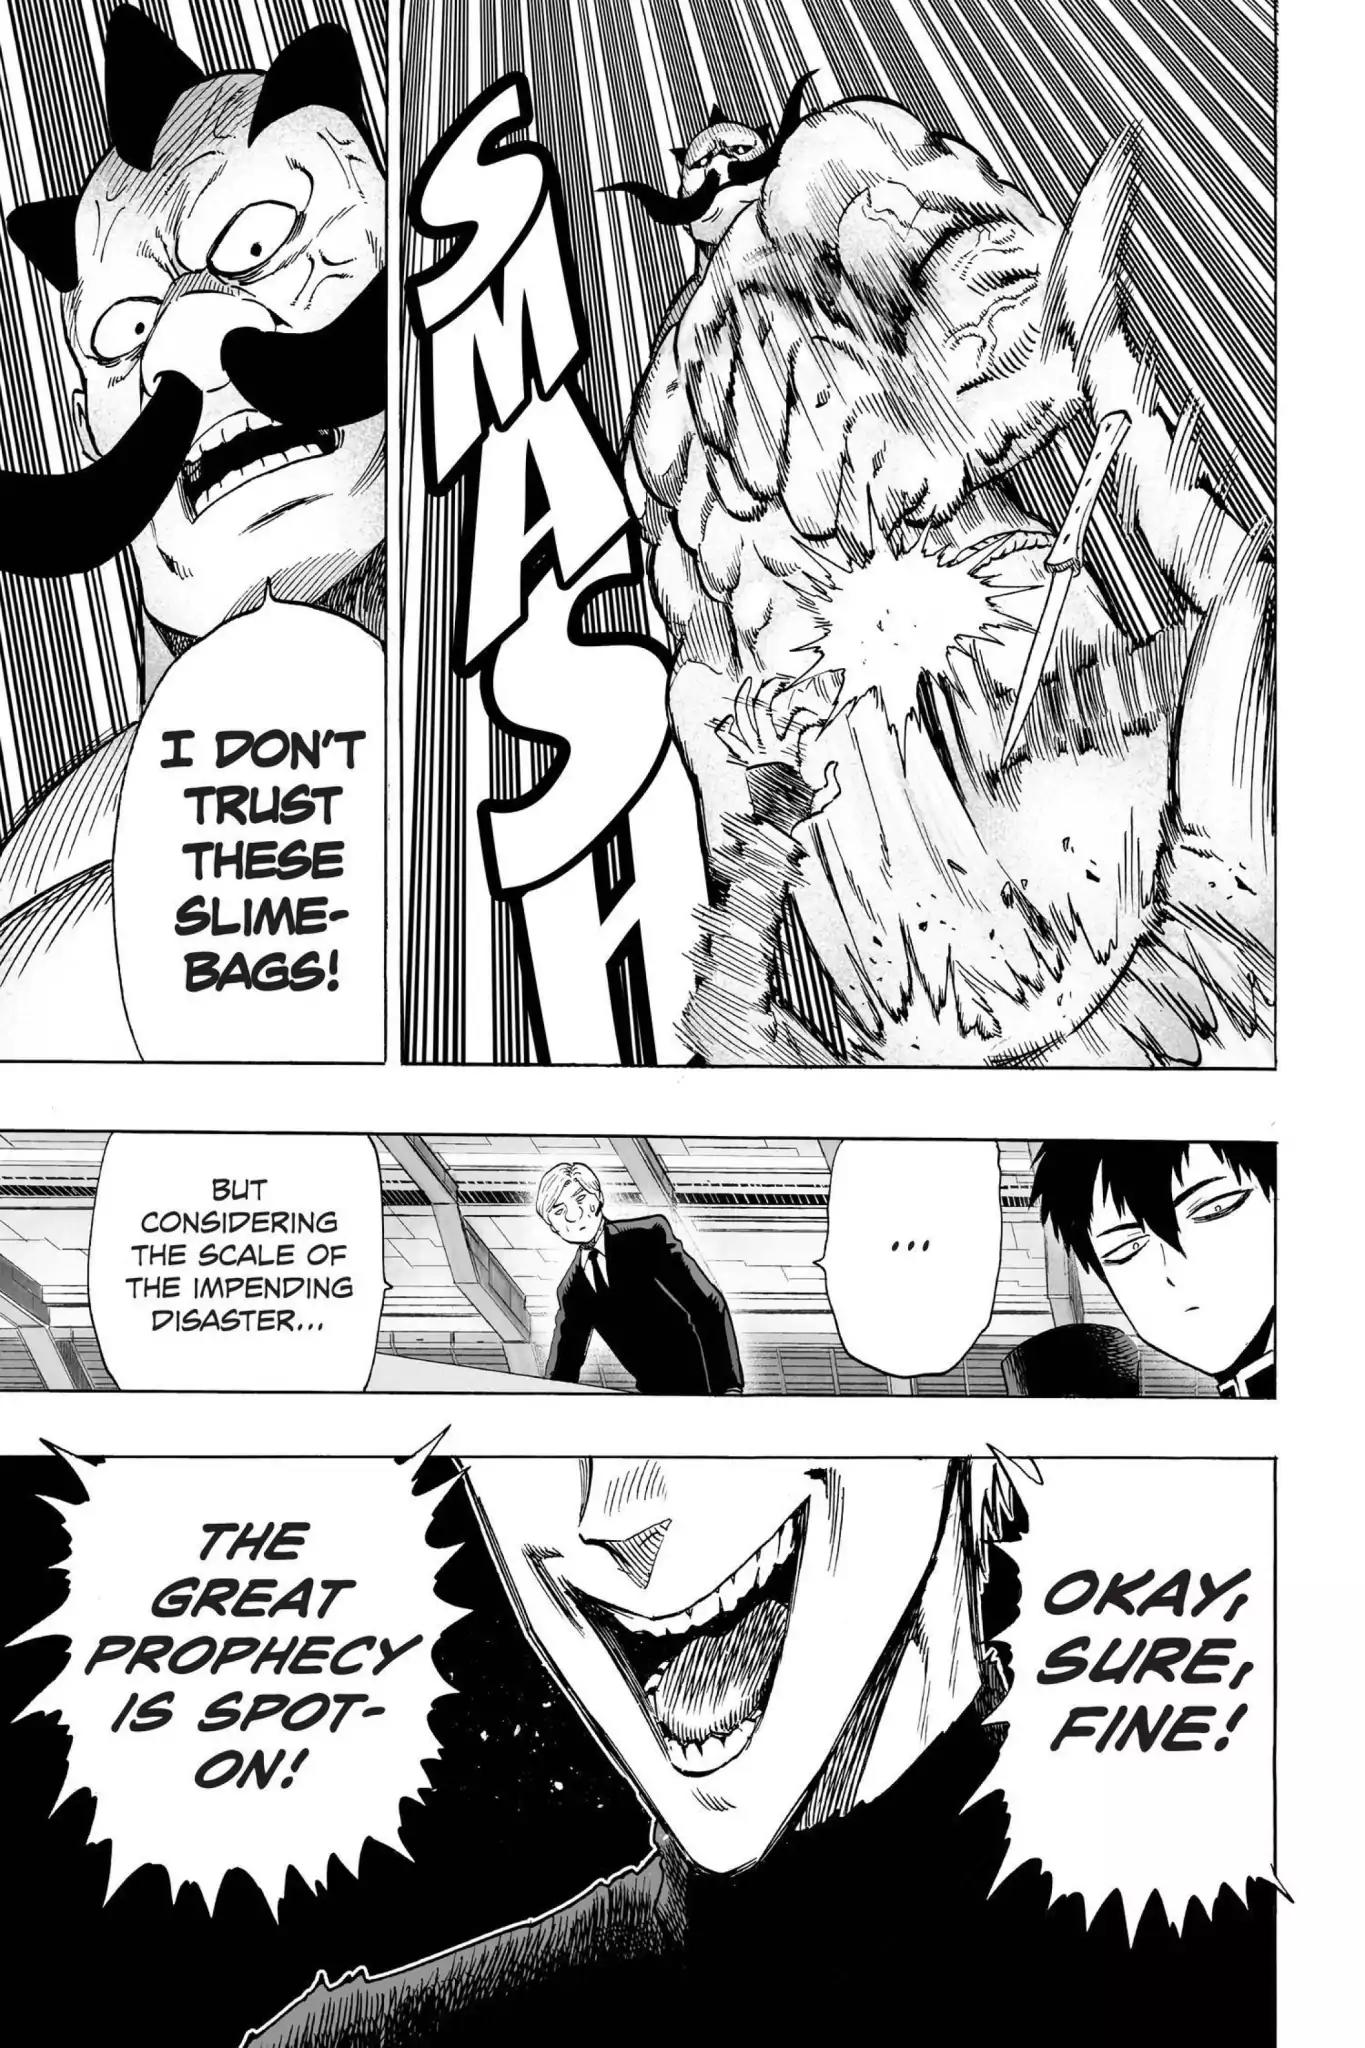 SMASH
I DON'T
TRUST
THESE
SLIME-
BAGS!
...
BUT
CONSIDERING
THE SCALE OF
THE IMPENDING
DISASTER...
OKAY,
SURE,
FINE!
THE
GREAT
PROPHECY
IS SPOT-
ON!